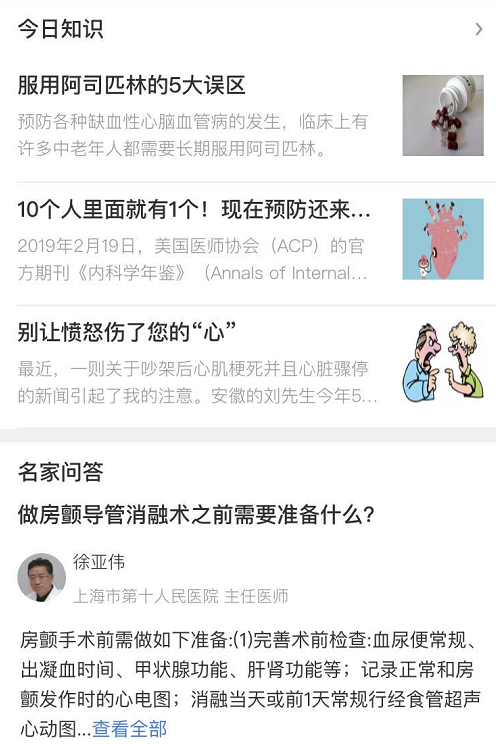 今日知识
服用阿司匹林的5大误区
预防各种缺血性心脑血管病的发生，临床上有
许多中老年人都需要长期服用阿司匹林。
10个人里面就有1个！现在预防还来...
2019年2月19日，美国医师协会（ACP）的官
方期刊《内科学年鉴》（Annals of Internal...
别让愤怒伤了您的“心”
最近，一则关于吵架后心肌梗死并且心脏骤停
的新闻引起了我的注意。安徽的刘先生今年5...
名家问答
做房颤导管消融术之前需要准备什么?
徐亚伟
上海市第十人民医院 主任医师
房颤手术前需做如下准备:(1)完善术前检查:血尿便常规、
出凝血时间、甲状腺功能、肝肾功能等；记录正常和房
颤发作时的心电图；消融当天或前1天常规行经食管超声
心动图...查看全部